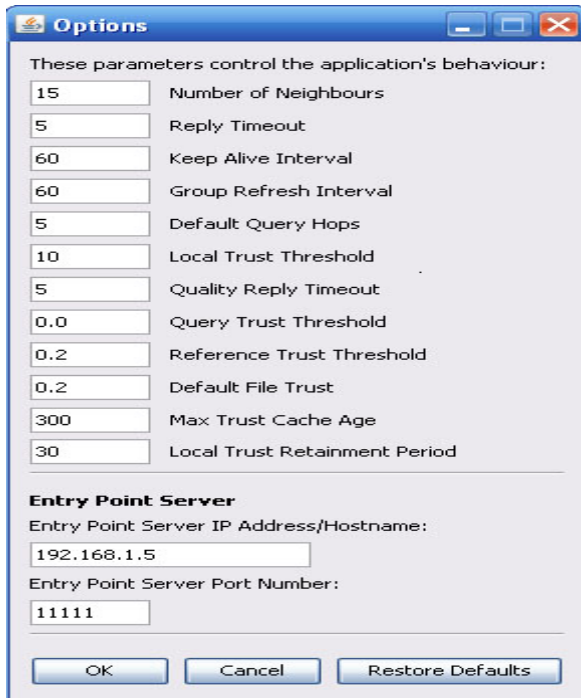 Options
These parameters control the application's behaviour:
15 Number of Neighbours
5 Reply Timeout
60 Keep Alive Interval
60 Group Refresh Interval
5 Default Query Hops
10 Local Trust Threshold
5 Quality Reply Timeout
0.0 Query Trust Threshold
0.2 Reference Trust Threshold
0.2 Default File Trust
300 Max Trust Cache Age
30 Local Trust Retainment Period
Entry Point Server
Entry Point Server IP Address/Hostname:
192.168.1.5
Entry Point Server Port Number:
11111
OK Cancel Restore Defaults